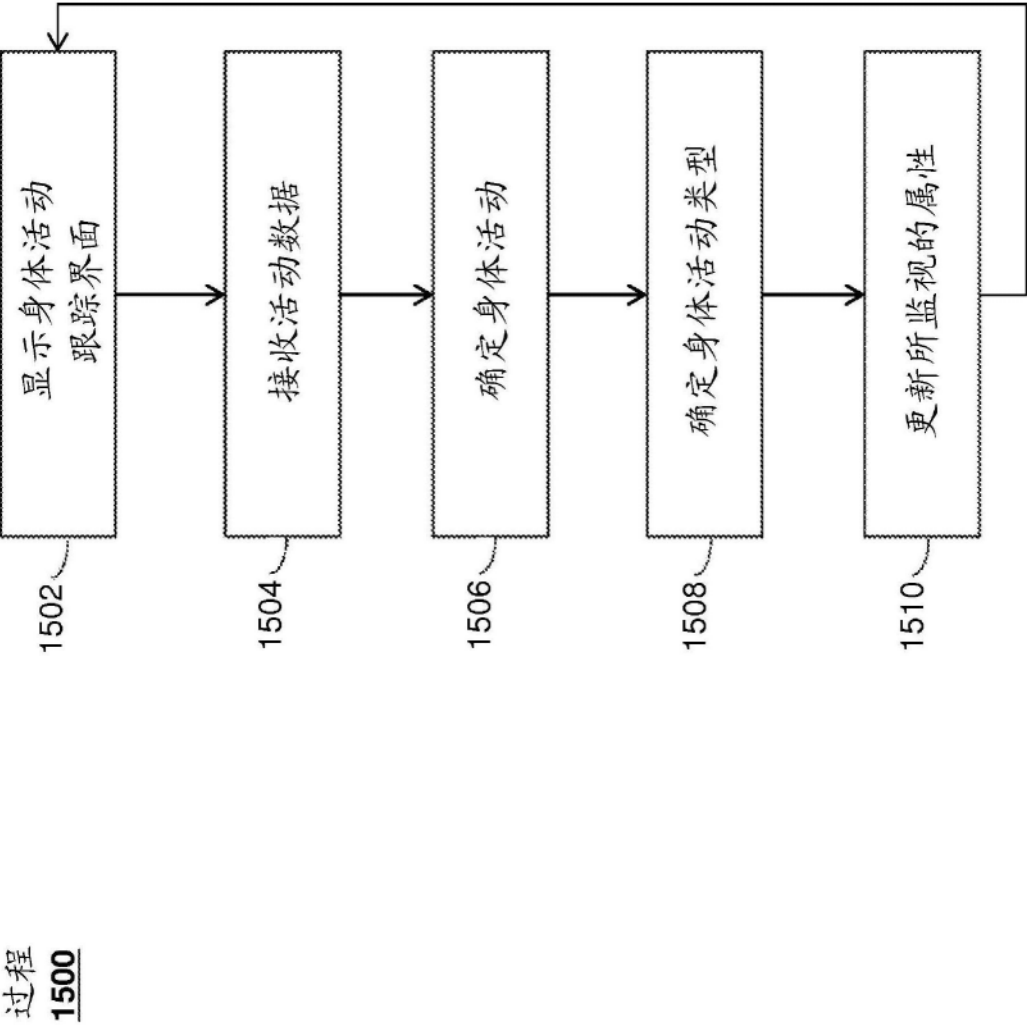 过程
1500
1502
显示身体活动
跟踪界面
1504
接收活动数据
1506
确定身体活动
1508
确定身体活动类型
1510
更新所监视的属性